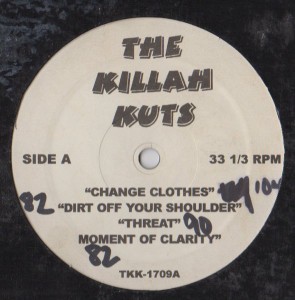 THE
KILLAH
KUTS
SIDE A 33 1/3 RPM
"CHANGE CLOTHES"
82 "DIRT OFF YOUR SHOULDER"
"THREAT" 90
MOMENT OF CLARITY"
82
TKK-1709A